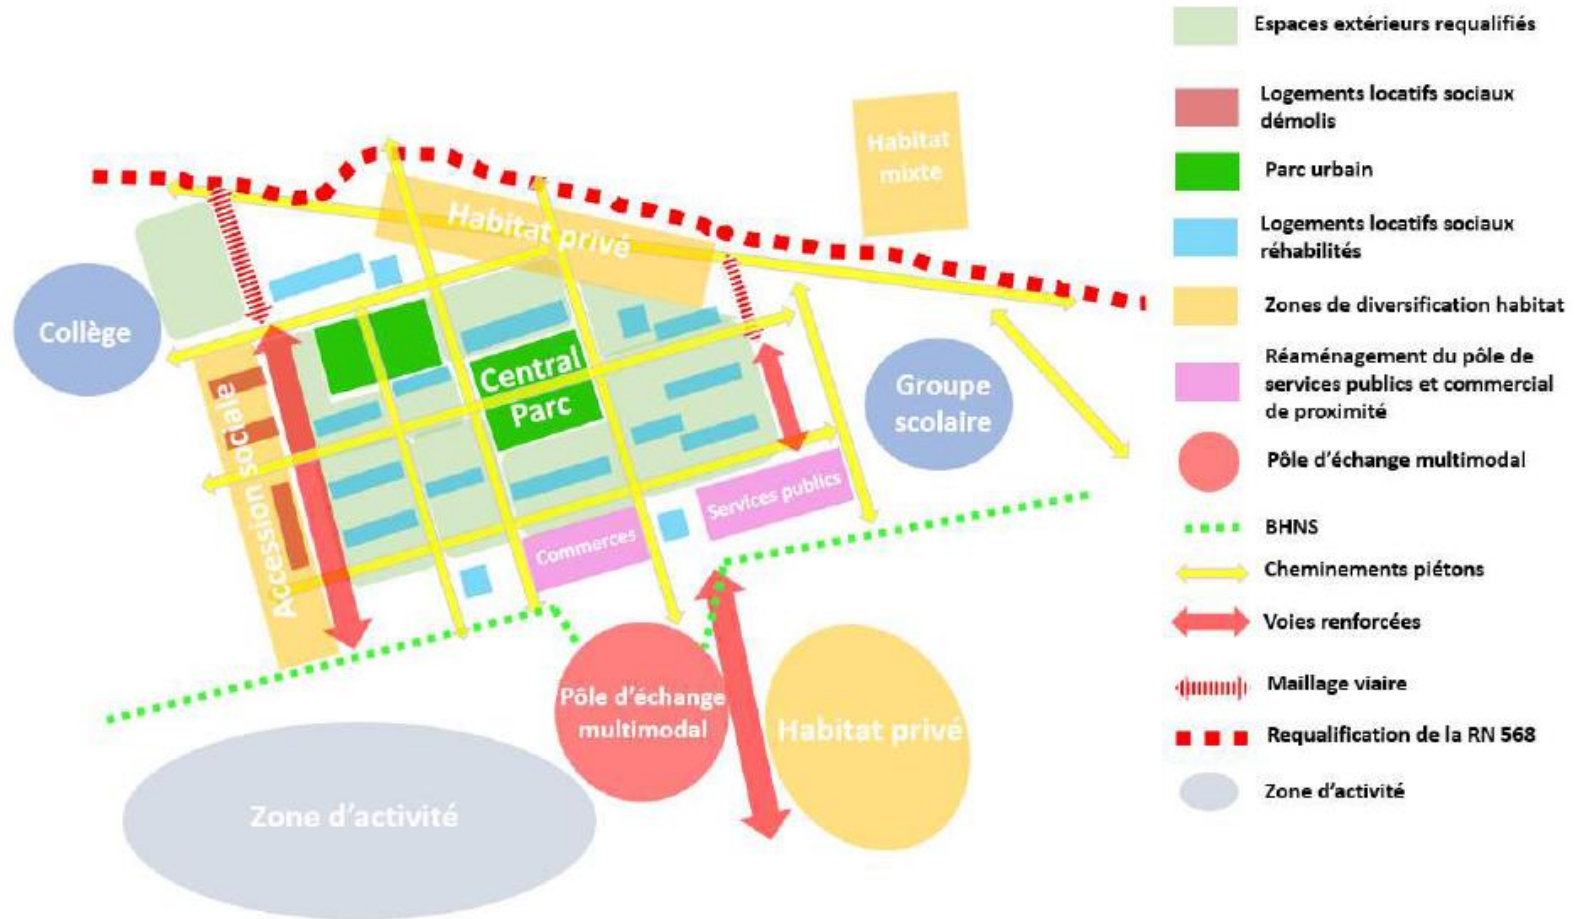 Habitat
mixte
Habitat privé
Collège
Central
Parc
Groupe
scolaire
Accession sociale
Services publics
Commerces
Pôle d'échange
multimodal
Habitat privé
Zone d'activité
Espaces extérieurs requalifiés
Logements locatifs sociaux
démolis
Parc urbain
Logements locatifs sociaux
réhabilités
Zones de diversification habitat
Réaménagement du pôle de
services publics et commercial
de proximité
Pôle d'échange multimodal
BHNS
Cheminements piétons
Voies renforcées
Maillage viaire
Requalification de la RN 568
Zone d'activité